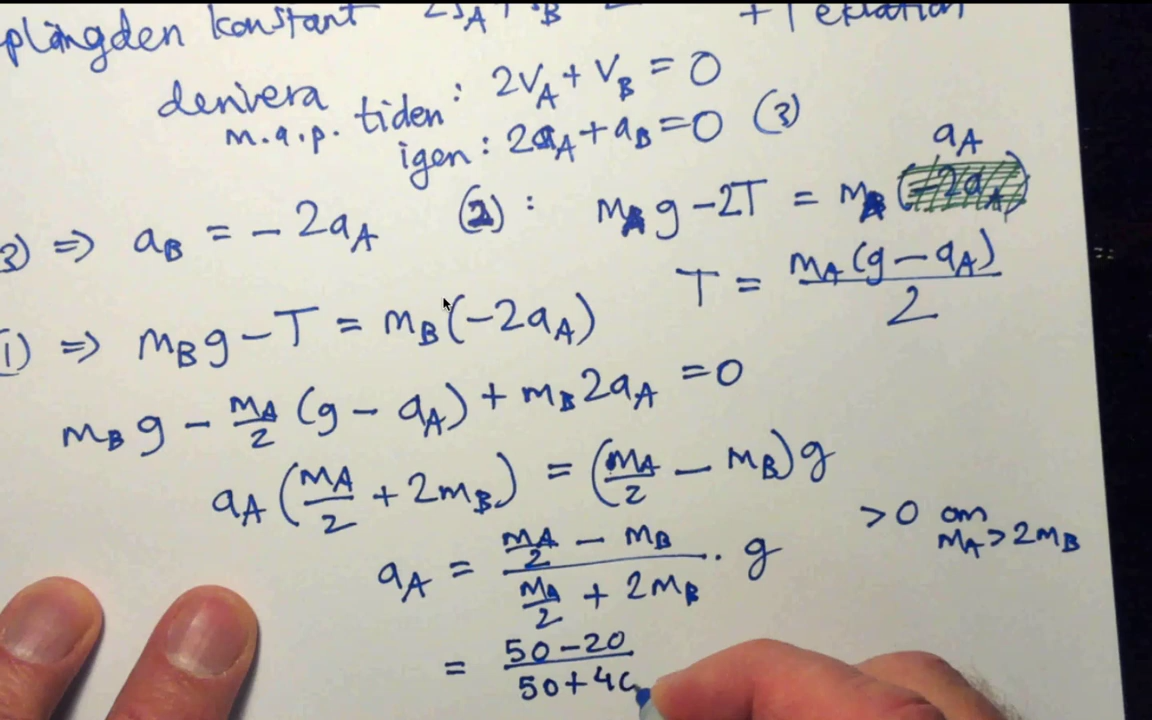 plängden konstant 2S_A + S_B = + 1 ekvation
derivera
m.a.p. tiden : 2v_A + v_B = 0
igen : 2a_A + a_B = 0 (3)
a_A
3) ⇒ a_B = -2a_A (2) : m_A g - 2T = m_A (-2a_A)
T = m_A (g - a_A) / 2
(1) ⇒ m_B g - T = m_B (-2a_A)
m_B g - m_A/2 (g - a_A) + m_B 2a_A = 0
a_A (m_A/2 + 2m_B) = (m_A/2 - m_B) g
a_A = (m_A/2 - m_B) / (m_A/2 + 2m_B) · g
>0 om
m_A > 2m_B
= 50-20 / 50+40